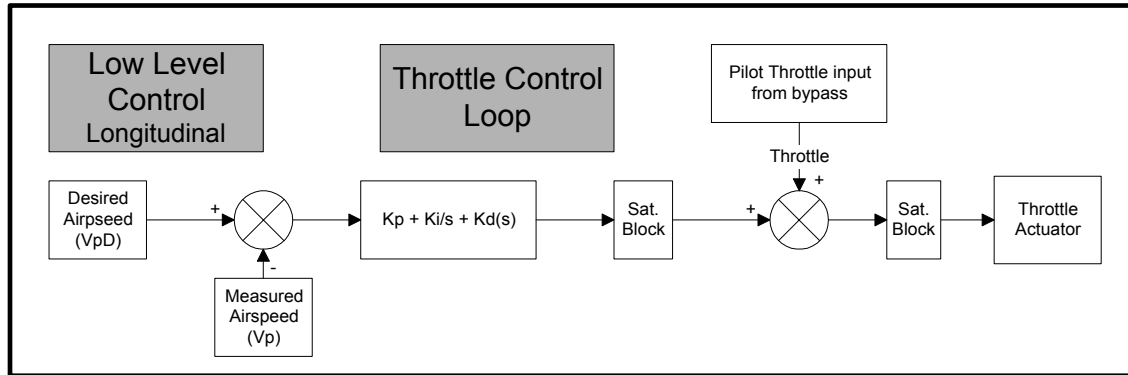 Low Level
Control
Longitudinal
Throttle Control
Loop
Pilot Throttle input
from bypass
Throttle
+
Desired
Airpseed
(VpD)
+
-
Measured
Airspeed
(Vp)
Kp + Ki/s + Kd(s)
Sat.
Block
+
Sat.
Block
Throttle
Actuator